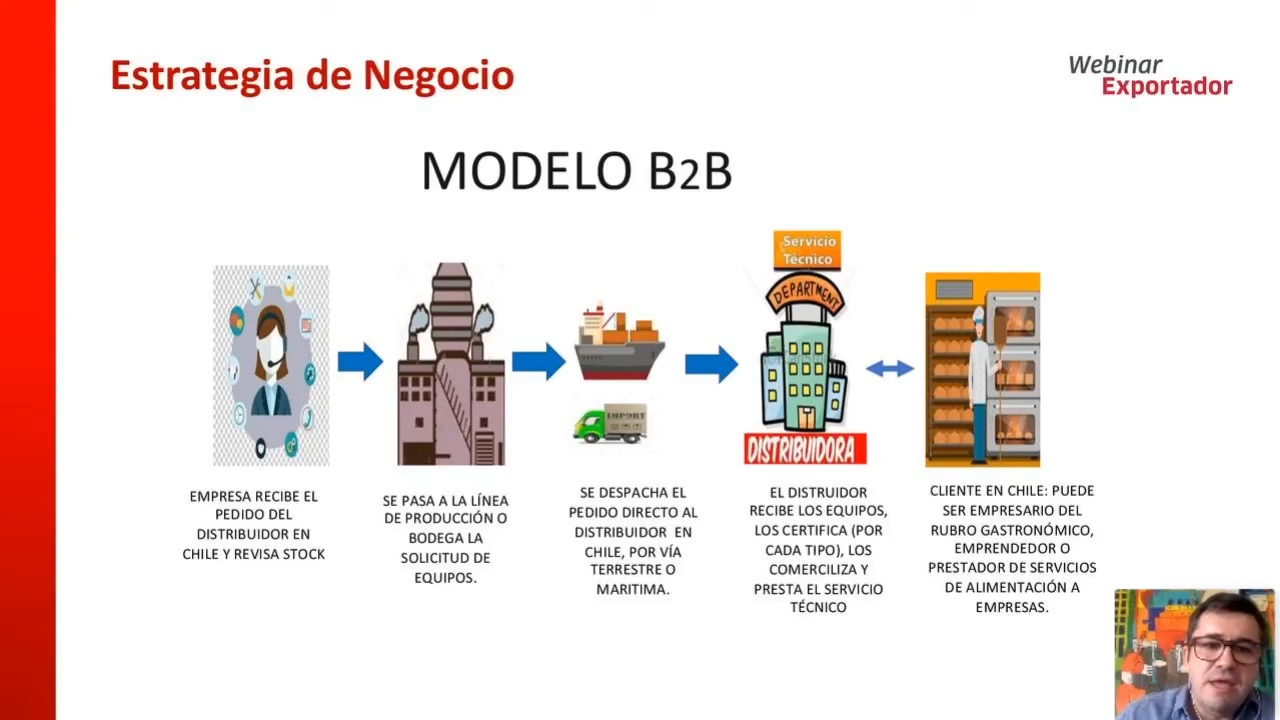 Estrategia de Negocio
Webinar
Exportador
MODELO B2B
Servicio
Técnico
DEPARTMENT
IMPORT
DISTRIBUIDORA
EMPRESA RECIBE EL
PEDIDO DEL
DISTRIBUIDOR EN
CHILE Y REVISA STOCK
SE PASA A LA LÍNEA
DE PRODUCCIÓN O
BODEGA LA
SOLICITUD DE
EQUIPOS.
SE DESPACHA EL
PEDIDO DIRECTO AL
DISTRIBUIDOR EN
CHILE, POR VÍA
TERRESTRE O
MARITIMA.
EL DISTRUIDOR
RECIBE LOS EQUIPOS,
LOS CERTIFICA (POR
CADA TIPO), LOS
COMERCILIZA Y
PRESTA EL SERVICIO
TÉCNICO
CLIENTE EN CHILE: PUEDE
SER EMPRESARIO DEL
RUBRO GASTRONÓMICO,
EMPRENDEDOR O
PRESTADOR DE SERVICIOS
DE ALIMENTACIÓN A
EMPRESAS.